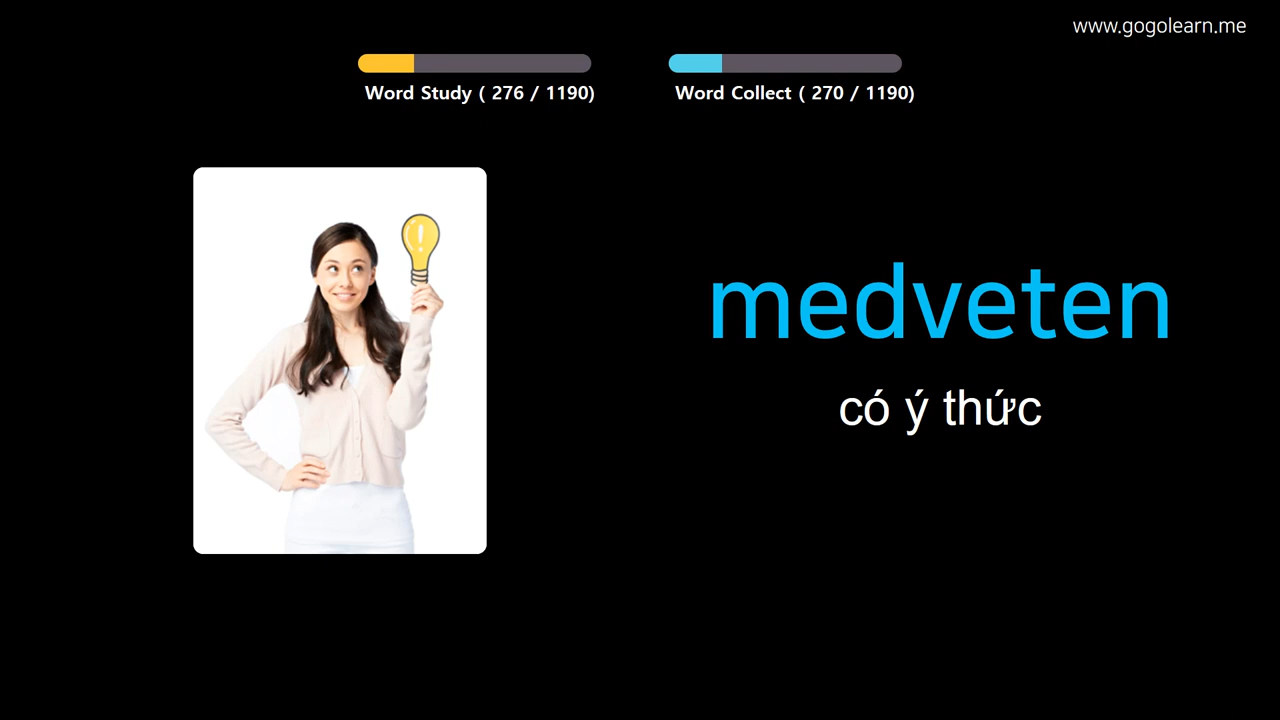 www.gogolearn.me
Word Study ( 276 / 1190)
Word Collect ( 270 / 1190)
medveten
có ý thức